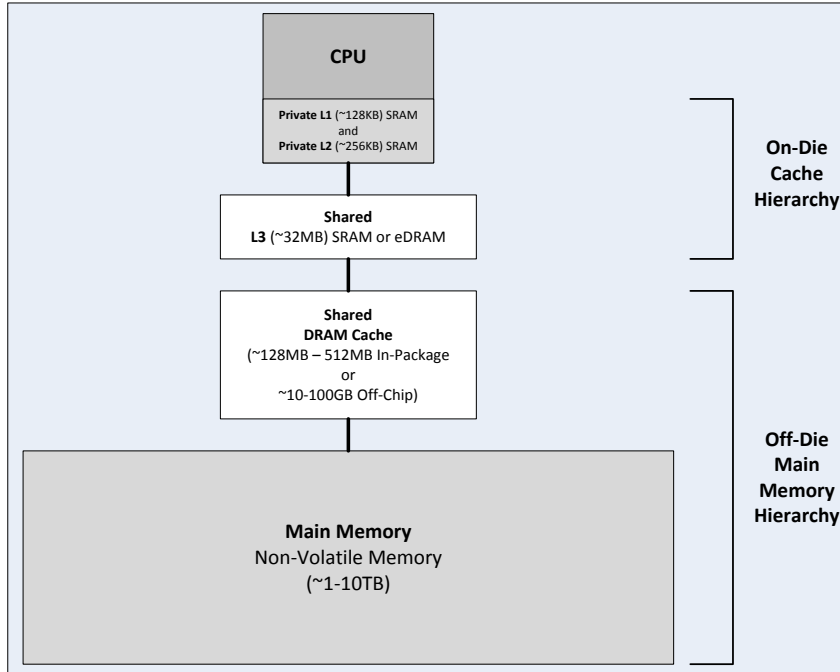 CPU
Private L1 (~128KB) SRAM
and
Private L2 (~256KB) SRAM
On-Die
Cache
Hierarchy
Shared
L3 (~32MB) SRAM or eDRAM
Shared
DRAM Cache
(~128MB – 512MB In-Package
or
~10-100GB Off-Chip)
Off-Die
Main
Memory
Hierarchy
Main Memory
Non-Volatile Memory
(~1-10TB)